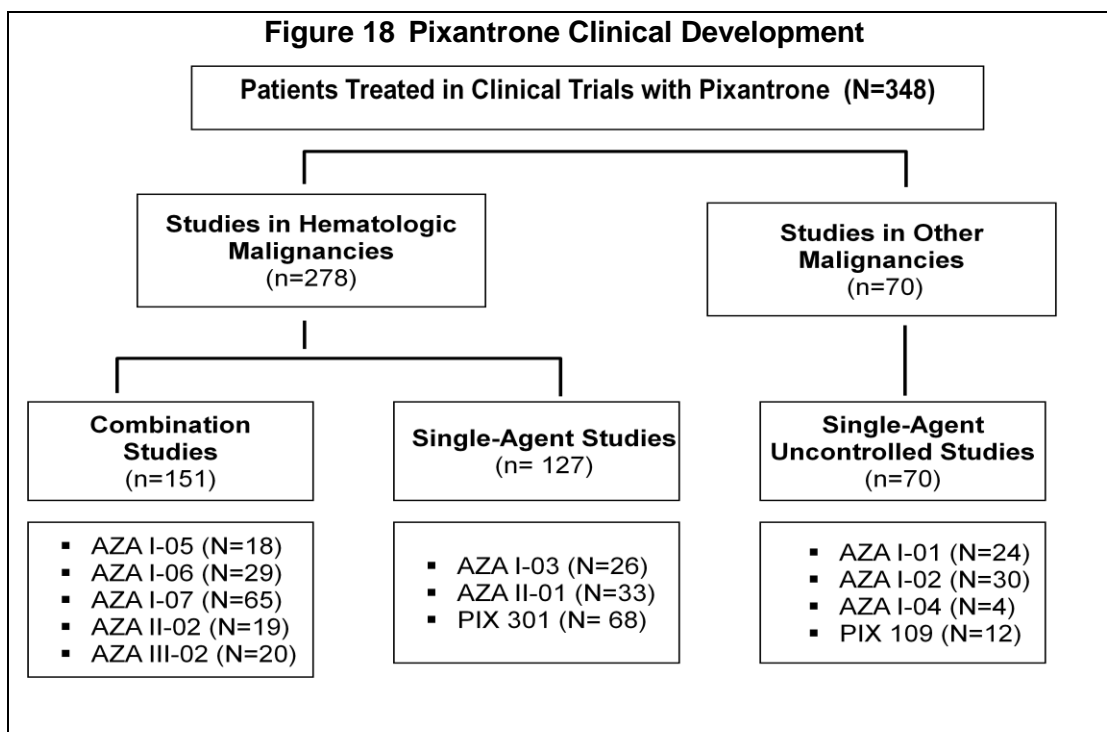 Figure 18 Pixantrone Clinical Development
Patients Treated in Clinical Trials with Pixantrone (N=348)
Studies in Hematologic
Malignancies
(n=278)
Studies in Other
Malignancies
(n=70)
Combination
Studies
(n=151)
Single-Agent Studies
(n= 127)
Single-Agent
Uncontrolled Studies
(n=70)
▪ AZA I-05 (N=18)
▪ AZA I-06 (N=29)
▪ AZA I-07 (N=65)
▪ AZA II-02 (N=19)
▪ AZA III-02 (N=20)
▪ AZA I-03 (N=26)
▪ AZA II-01 (N=33)
▪ PIX 301 (N= 68)
▪ AZA I-01 (N=24)
▪ AZA I-02 (N=30)
▪ AZA I-04 (N=4)
▪ PIX 109 (N=12)